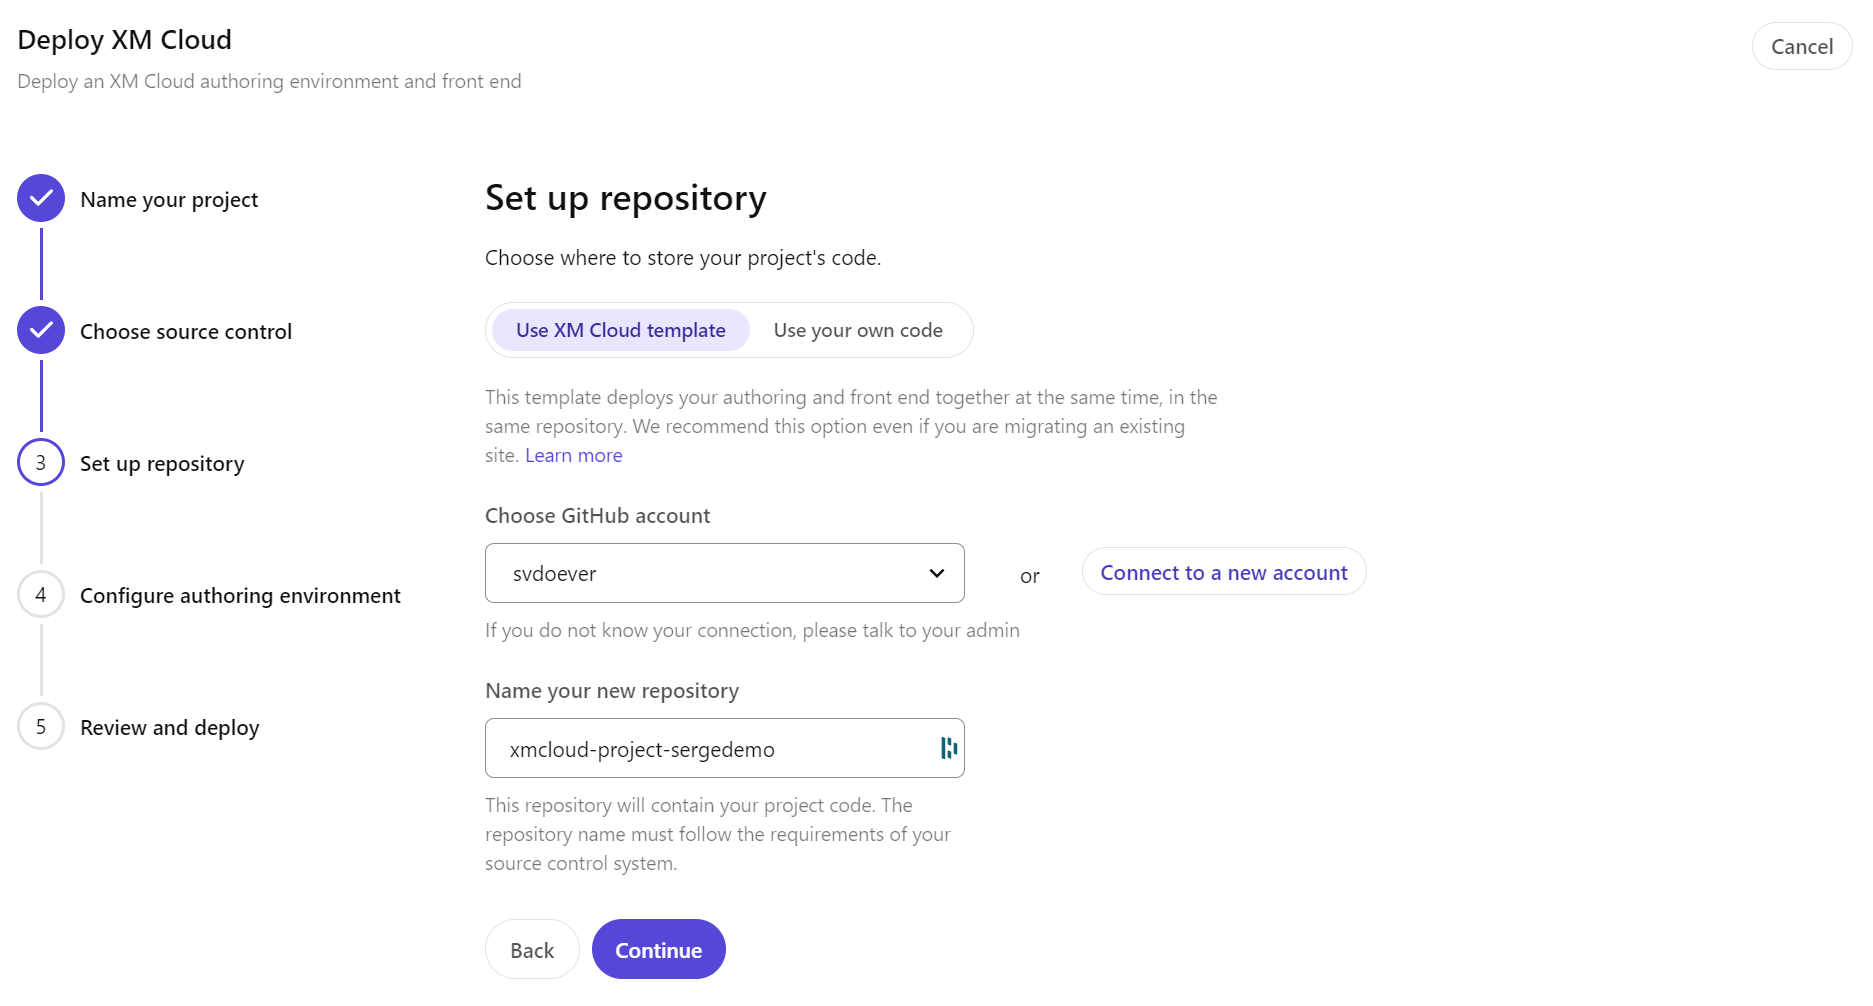 Deploy XM Cloud
Cancel
Deploy an XM Cloud authoring environment and front end
Name your project
Choose source control
3
Set up repository
4
Configure authoring environment
5
Review and deploy
Set up repository
Choose where to store your project's code.
Use XM Cloud template
Use your own code
This template deploys your authoring and front end together at the same time, in the
same repository. We recommend this option even if you are migrating an existing
site. Learn more
Choose GitHub account
svdoever
or
Connect to a new account
If you do not know your connection, please talk to your admin
Name your new repository
xmcloud-project-sergedemo
This repository will contain your project code. The
repository name must follow the requirements of your
source control system.
Back
Continue